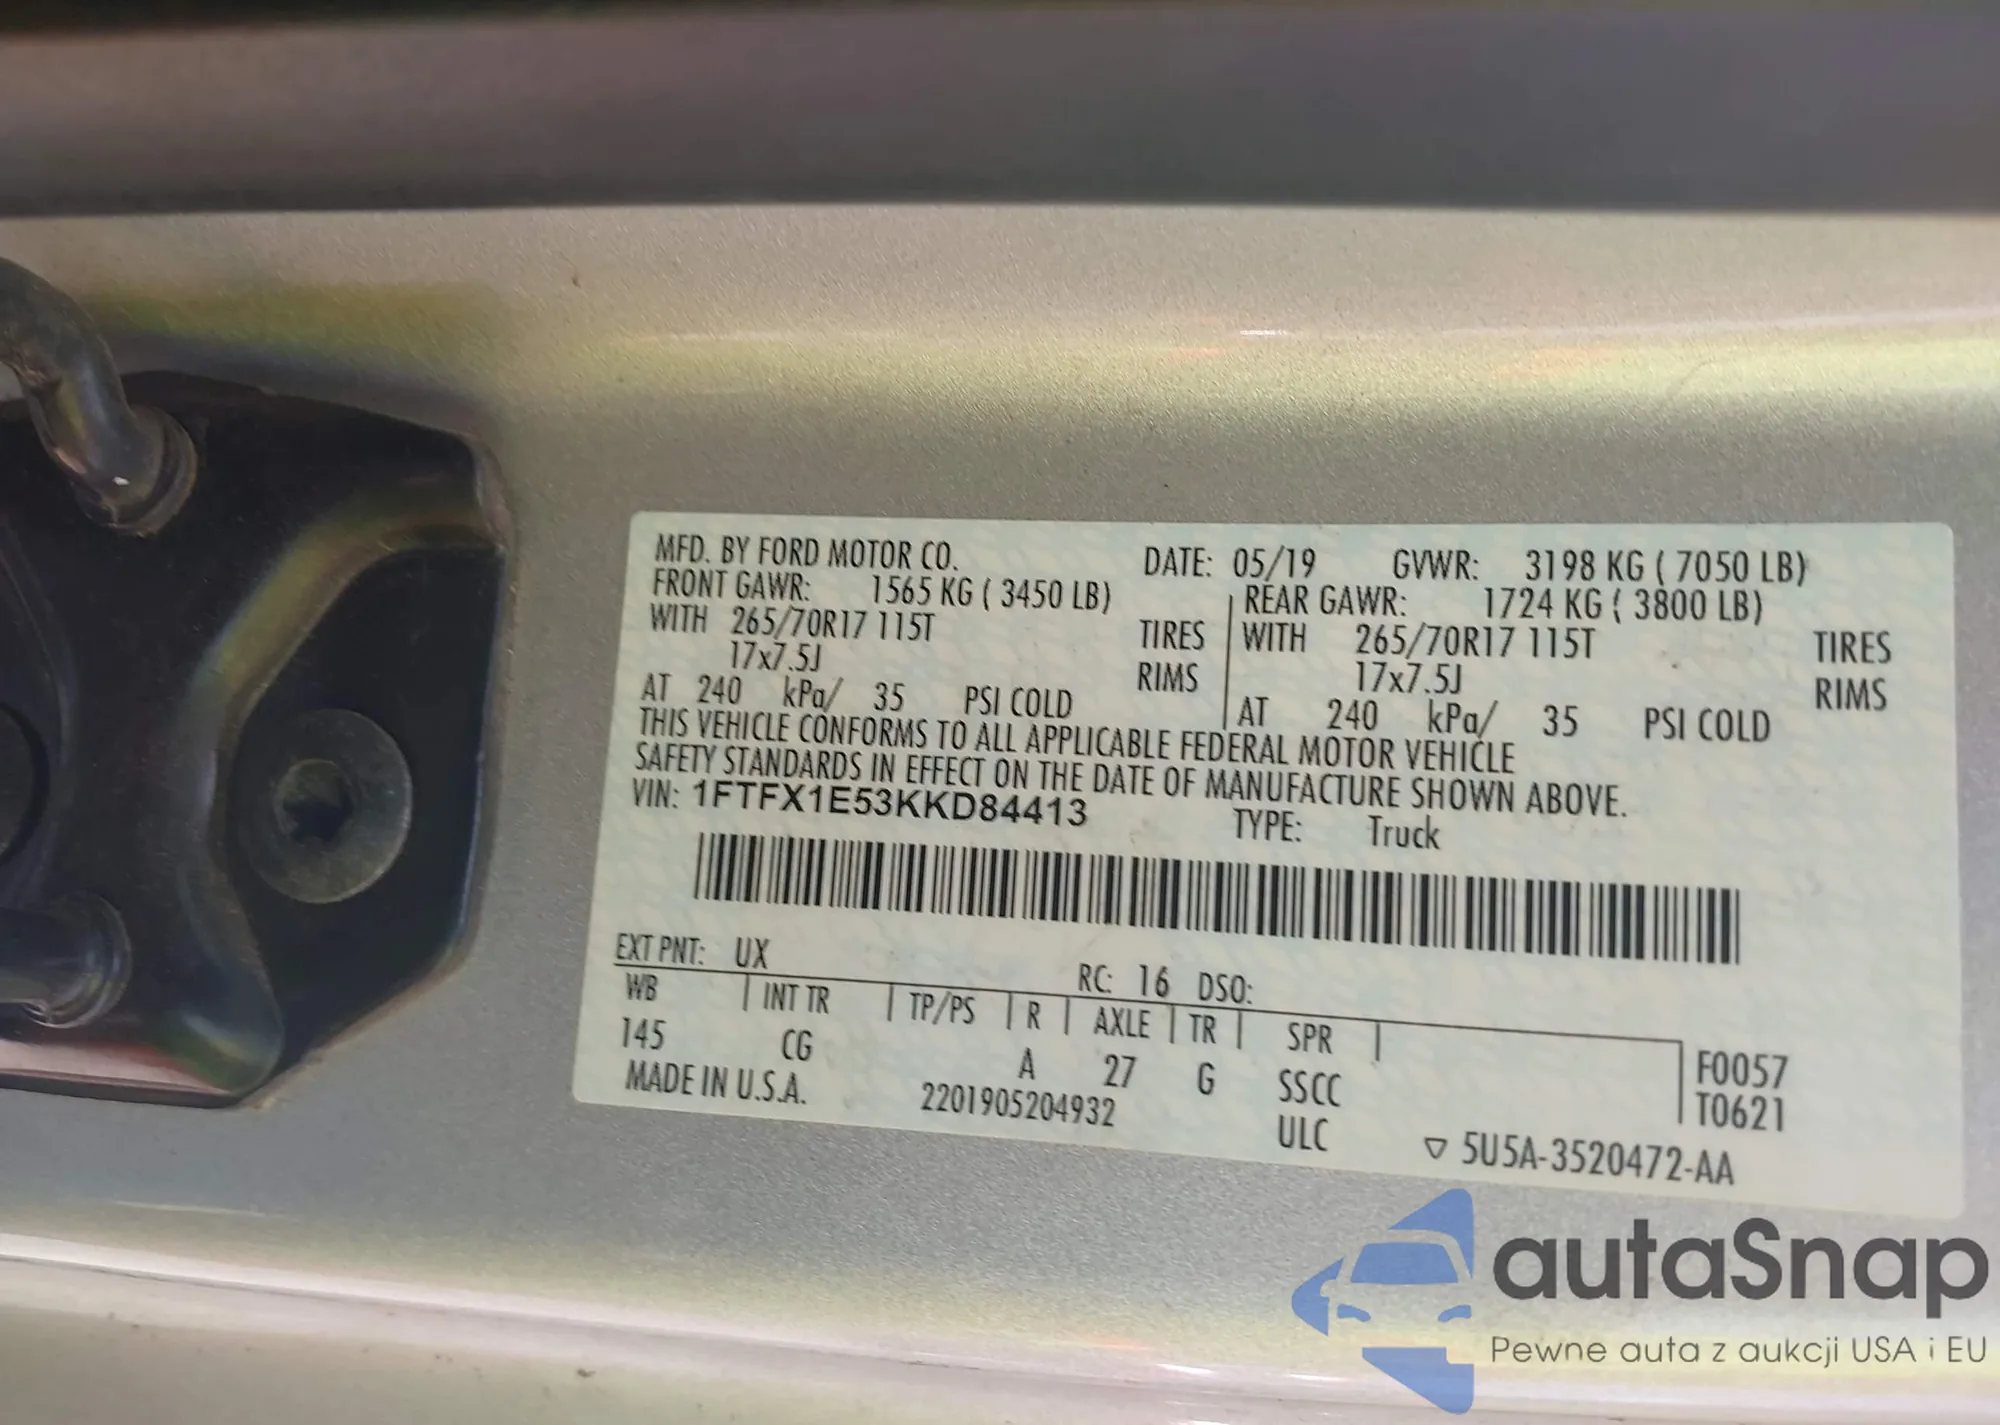 MFD. BY FORD MOTOR CO. DATE: 05/19 GVWR: 3198 KG ( 7050 LB)
FRONT GAWR: 1565 KG ( 3450 LB) REAR GAWR: 1724 KG ( 3800 LB)
WITH 265/70R17 115T TIRES WITH 265/70R17 115T TIRES
17x7.5J RIMS 17x7.5J RIMS
AT 240 kPa/ 35 PSI COLD AT 240 kPa/ 35 PSI COLD
THIS VEHICLE CONFORMS TO ALL APPLICABLE FEDERAL MOTOR VEHICLE
SAFETY STANDARDS IN EFFECT ON THE DATE OF MANUFACTURE SHOWN ABOVE.
VIN: 1FTFX1E53KKD84413 TYPE: Truck
EXT PNT: UX RC: 16 DSO:
WB INT TR TP/PS R AXLE TR SPR
145 CG A 27 G SSCC F0057
MADE IN U.S.A. 2201905204932 ULC T0621
5U5A-3520472-AA
autaSnap
Pewne auta z aukcji USA i EU